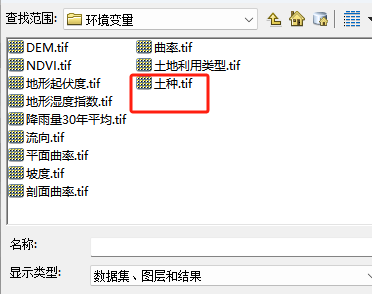 查找范围: 环境变量
DEM.tif
NDVI.tif
地形起伏度.tif
地形湿度指数.tif
降雨量30年平均.tif
流向.tif
平面曲率.tif
坡度.tif
剖面曲率.tif
曲率.tif
土地利用类型.tif
土种.tif
名称:
显示类型: 数据集、图层和结果